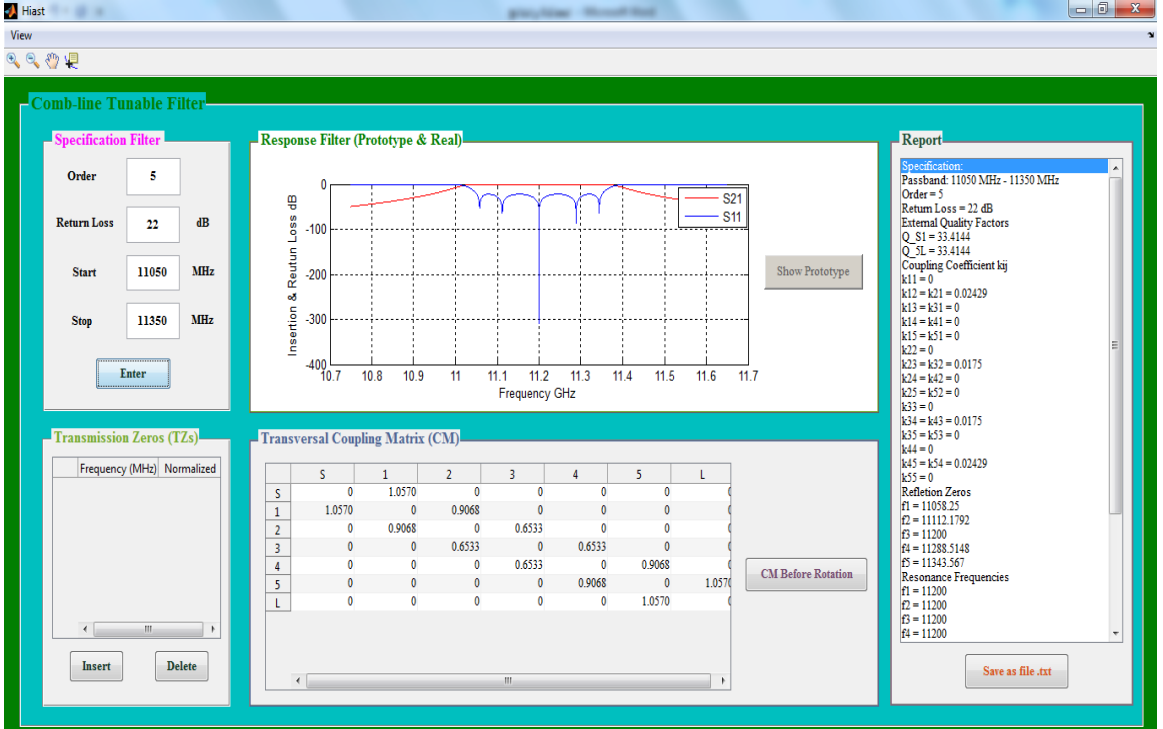 Hiast
View
Comb-line Tunable Filter
Specification Filter
Order 5
Return Loss 22 dB
Start 11050 MHz
Stop 11350 MHz
Enter
Response Filter (Prototype & Real)
Insertion & Reutun Loss dB
0
-100
-200
-300
-400
10.7 10.8 10.9 11 11.1 11.2 11.3 11.4 11.5 11.6 11.7
Frequency GHz
S21
S11
Show Prototype
Transmission Zeros (TZs)
Frequency (MHz) Normalized
Insert Delete
Transversal Coupling Matrix (CM)
S 1 2 3 4 5 L
S 0 1.0570 0 0 0 0 0
1 1.0570 0 0.9068 0 0 0 0
2 0 0.9068 0 0.6533 0 0 0
3 0 0 0.6533 0 0.6533 0 0
4 0 0 0 0.6533 0 0.9068 0
5 0 0 0 0 0.9068 0 1.0570
L 0 0 0 0 0 1.0570 0
CM Before Rotation
Report
Specification:
Passband: 11050 MHz - 11350 MHz
Order = 5
Return Loss = 22 dB
External Quality Factors
Q_S1 = 33.4144
Q_5L = 33.4144
Coupling Coefficient kij
k11 = 0
k12 = k21 = 0.02429
k13 = k31 = 0
k14 = k41 = 0
k15 = k51 = 0
k22 = 0
k23 = k32 = 0.0175
k24 = k42 = 0
k25 = k52 = 0
k33 = 0
k34 = k43 = 0.0175
k35 = k53 = 0
k44 = 0
k45 = k54 = 0.02429
k55 = 0
Refletion Zeros
f1 = 11058.25
f2 = 11112.1792
f3 = 11200
f4 = 11288.5148
f5 = 11343.567
Resonance Frequencies
f1 = 11200
f2 = 11200
f3 = 11200
f4 = 11200
Save as file .txt